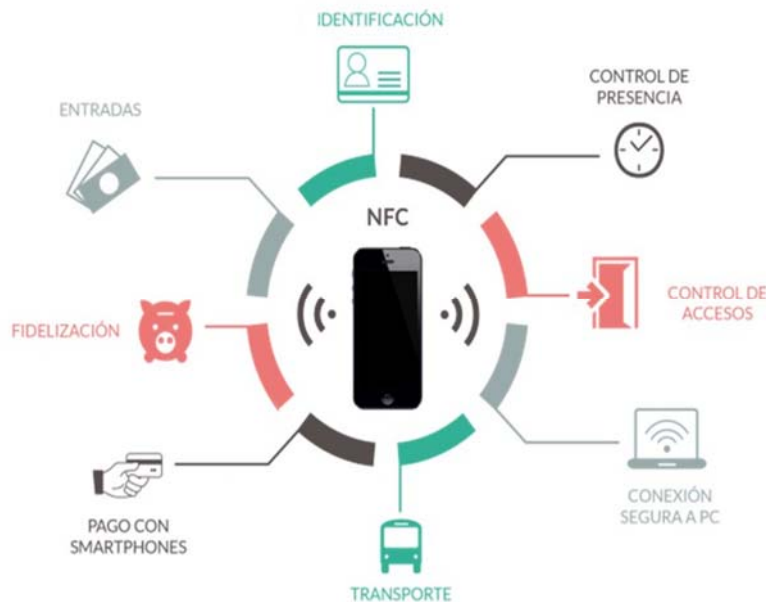 IDENTIFICACIÓN
CONTROL DE
PRESENCIA
ENTRADAS
NFC
CONTROL DE
ACCESOS
FIDELIZACIÓN
CONEXIÓN
SEGURA A PC
PAGO CON
SMARTPHONES
TRANSPORTE